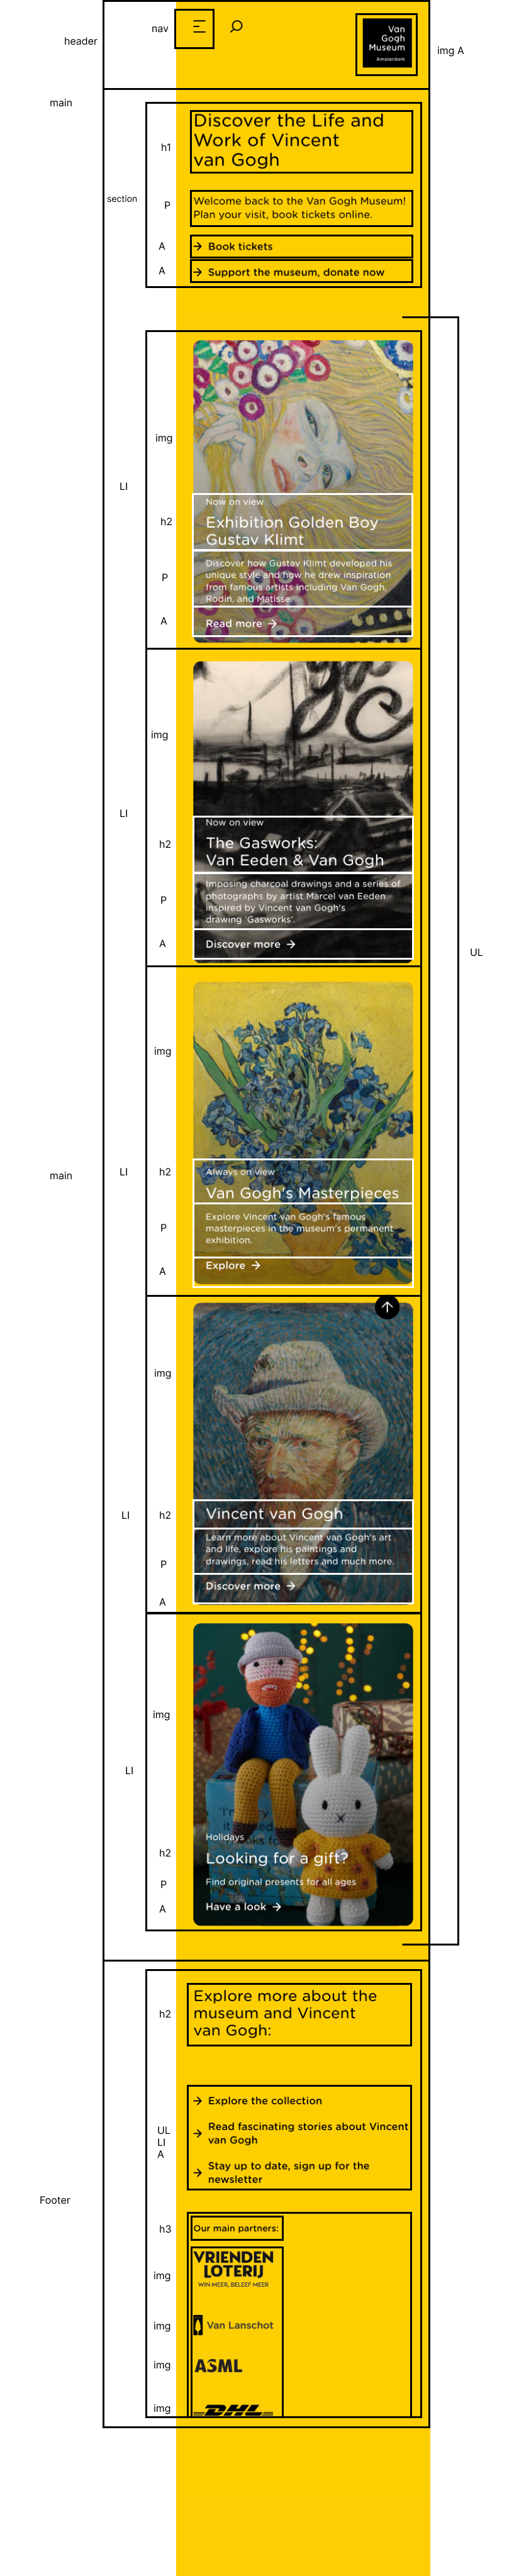 nav
header
Van
Gogh
Museum
Amsterdam
img A
main
h1
Discover the Life and
Work of Vincent
van Gogh
section
P
Welcome back to the Van Gogh Museum!
Plan your visit, book tickets online.
A
→ Book tickets
A
→ Support the museum, donate now
img
LI
Now on view
h2
Exhibition Golden Boy
Gustav Klimt
P
Discover how Gustav Klimt developed his
unique style and how he drew inspiration
from famous artists including Van Gogh,
Rodin, and Matisse.
A
Read more →
img
LI
Now on view
h2
The Gasworks:
Van Eeden & Van Gogh
P
Imposing charcoal drawings and a series of
photographs by artist Marcel van Eeden
inspired by Vincent van Gogh's
drawing 'Gasworks'.
A
Discover more →
UL
img
main
LI
h2
Always on view
Van Gogh's Masterpieces
P
Explore Vincent van Gogh's famous
masterpieces in the museum's permanent
exhibition.
A
Explore →
img
LI
h2
Vincent van Gogh
P
Learn more about Vincent van Gogh's art
and life, explore his paintings and
drawings, read his letters and much more.
A
Discover more →
img
LI
Holidays
h2
Looking for a gift?
P
Find original presents for all ages
A
Have a look →
h2
Explore more about the
museum and Vincent
van Gogh:
UL
LI
A
→ Explore the collection
→ Read fascinating stories about Vincent
van Gogh
→ Stay up to date, sign up for the
newsletter
Footer
h3
Our main partners:
img
VRIENDEN
LOTERIJ
WIN MEER, BELEEF MEER
img
Van Lanschot
img
ASML
img
DHL